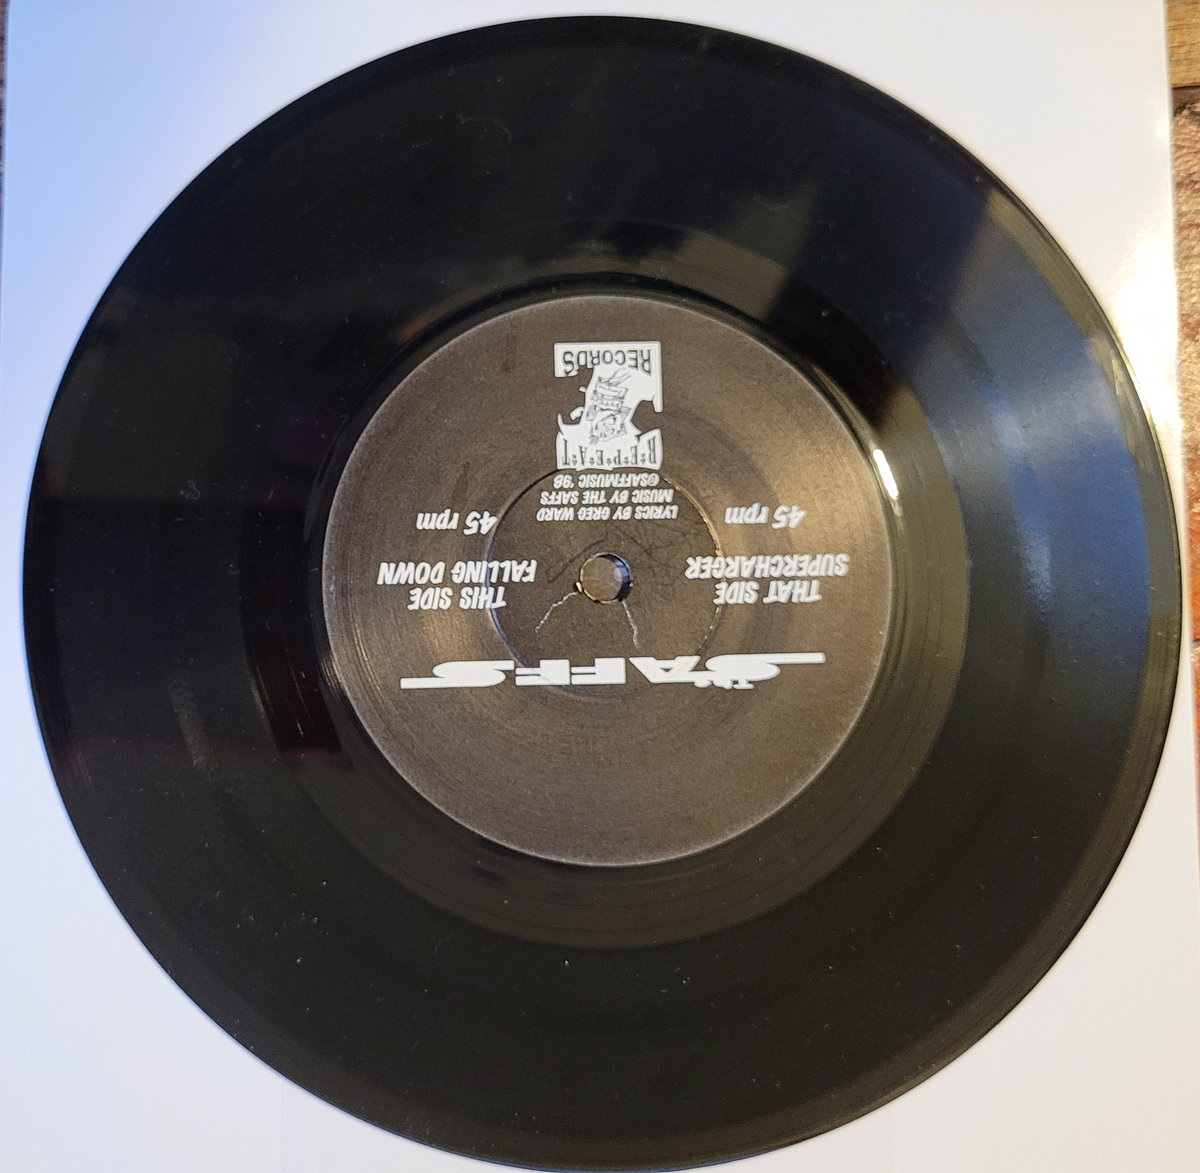 The SAFFS
THAT SIDE
SUPERCHARGER
45 rpm
THIS SIDE
FALLING DOWN
45 rpm
LYRICS BY GREG WARD
MUSIC BY THE SAFFS
©SAFFMUSIC '98
R★E★P★E★A★T
RECORDS